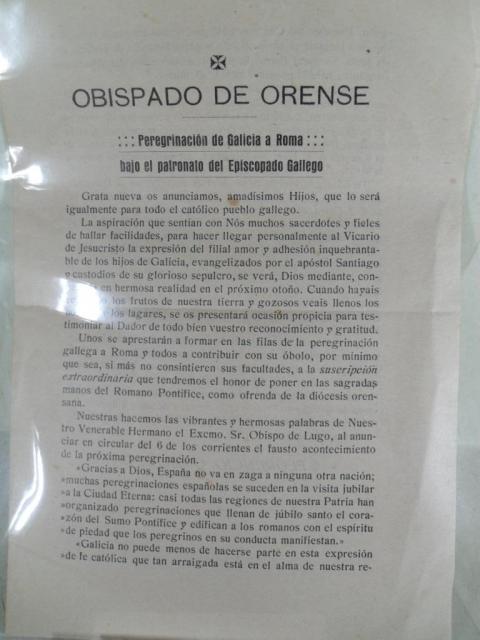 OBISPADO DE ORENSE
::: Peregrinación de Galicia a Roma :::
bajo el patronato del Episcopado Gallego
Grata nueva os anunciamos, amadísimos Hijos, que lo será
igualmente para todo el católico pueblo gallego.
La aspiración que sentían con Nós muchos sacerdotes y fieles
de hallar facilidades, para hacer llegar personalmente al Vicario
de Jesucristo la expresión del filial amor y adhesión inquebranta-
ble de los hijos de Galicia, evangelizados por el apóstol Santiago
y custodios de su glorioso sepulcro, se verá, Dios mediante, con-
en hermosa realidad en el próximo otoño. Cuando hayais
los frutos de nuestra tierra y gozosos veais llenos los
los lagares, se os presentará ocasión propicia para tes-
timoniar al Dador de todo bien vuestro reconocimiento y gratitud.
Unos se aprestarán a formar en las filas de la peregrinación
gallega a Roma y todos a contribuir con su óbolo, por mínimo
que sea, si más no consintieren sus facultades, a la suscripción
extraordinaria que tendremos el honor de poner en las sagradas
manos del Romano Pontífice, como ofrenda de la diócesis oren-
sana.
Nuestras hacemos las vibrantes y hermosas palabras de Nues-
tro Venerable Hermano el Excmo. Sr. Obispo de Lugo, al anun-
ciar en circular del 6 de los corrientes el fausto acontecimiento
de la próxima peregrinación.
«Gracias a Dios, España no va en zaga a ninguna otra nación;
»muchas peregrinaciones españolas se suceden en la visita jubilar
»a la Ciudad Eterna: casi todas las regiones de nuestra Patria han
»organizado peregrinaciones que llenan de júbilo santo el cora-
»zón del Sumo Pontífice y edifican a los romanos con el espíritu
»de piedad que los peregrinos en su conducta manifiestan.»
«Galicia no puede menos de hacerse parte en esta expresión
»de fe católica que tan arraigada está en el alma de nuestra re-